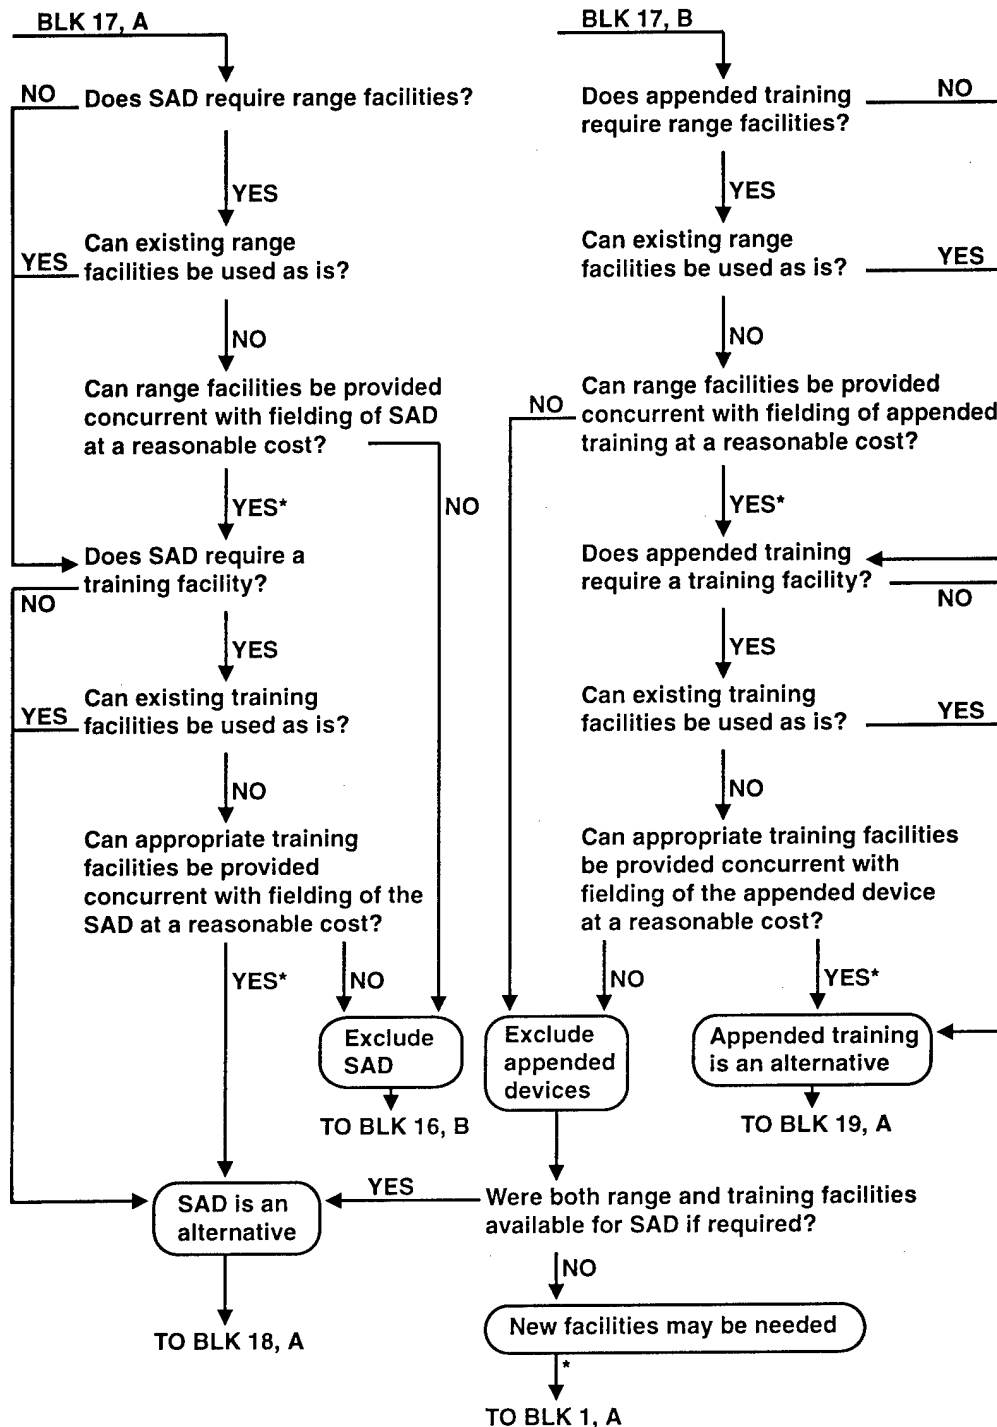 BLK 17, A
NO
Does SAD require range facilities?
YES
Can existing range
facilities be used as is?
YES
NO
Can range facilities be provided
concurrent with fielding of SAD
at a reasonable cost?
NO
YES*
Does SAD require a
training facility?
NO
YES
Can existing training
facilities be used as is?
YES
NO
Can appropriate training
facilities be provided
concurrent with fielding of the
SAD at a reasonable cost?
YES*
NO
Exclude
SAD
TO BLK 16, B
SAD is an
alternative
TO BLK 18, A
BLK 17, B
Does appended training
require range facilities?
NO
YES
Can existing range
facilities be used as is?
YES
NO
Can range facilities be provided
concurrent with fielding of appended
training at a reasonable cost?
NO
YES*
Does appended training
require a training facility?
NO
YES
Can existing training
facilities be used as is?
YES
NO
Can appropriate training facilities
be provided concurrent with
fielding of the appended device
at a reasonable cost?
NO
YES*
Exclude
appended
devices
Appended training
is an alternative
TO BLK 19, A
Were both range and training facilities
available for SAD if required?
YES
NO
New facilities may be needed
*
TO BLK 1, A